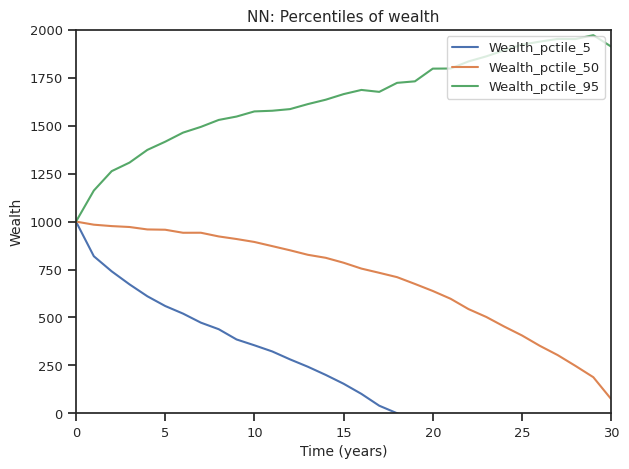 NN: Percentiles of wealth
Wealth_pctile_5
Wealth_pctile_50
Wealth_pctile_95
Wealth
2000
1750
1500
1250
1000
750
500
250
0
0 5 10 15 20 25 30
Time (years)